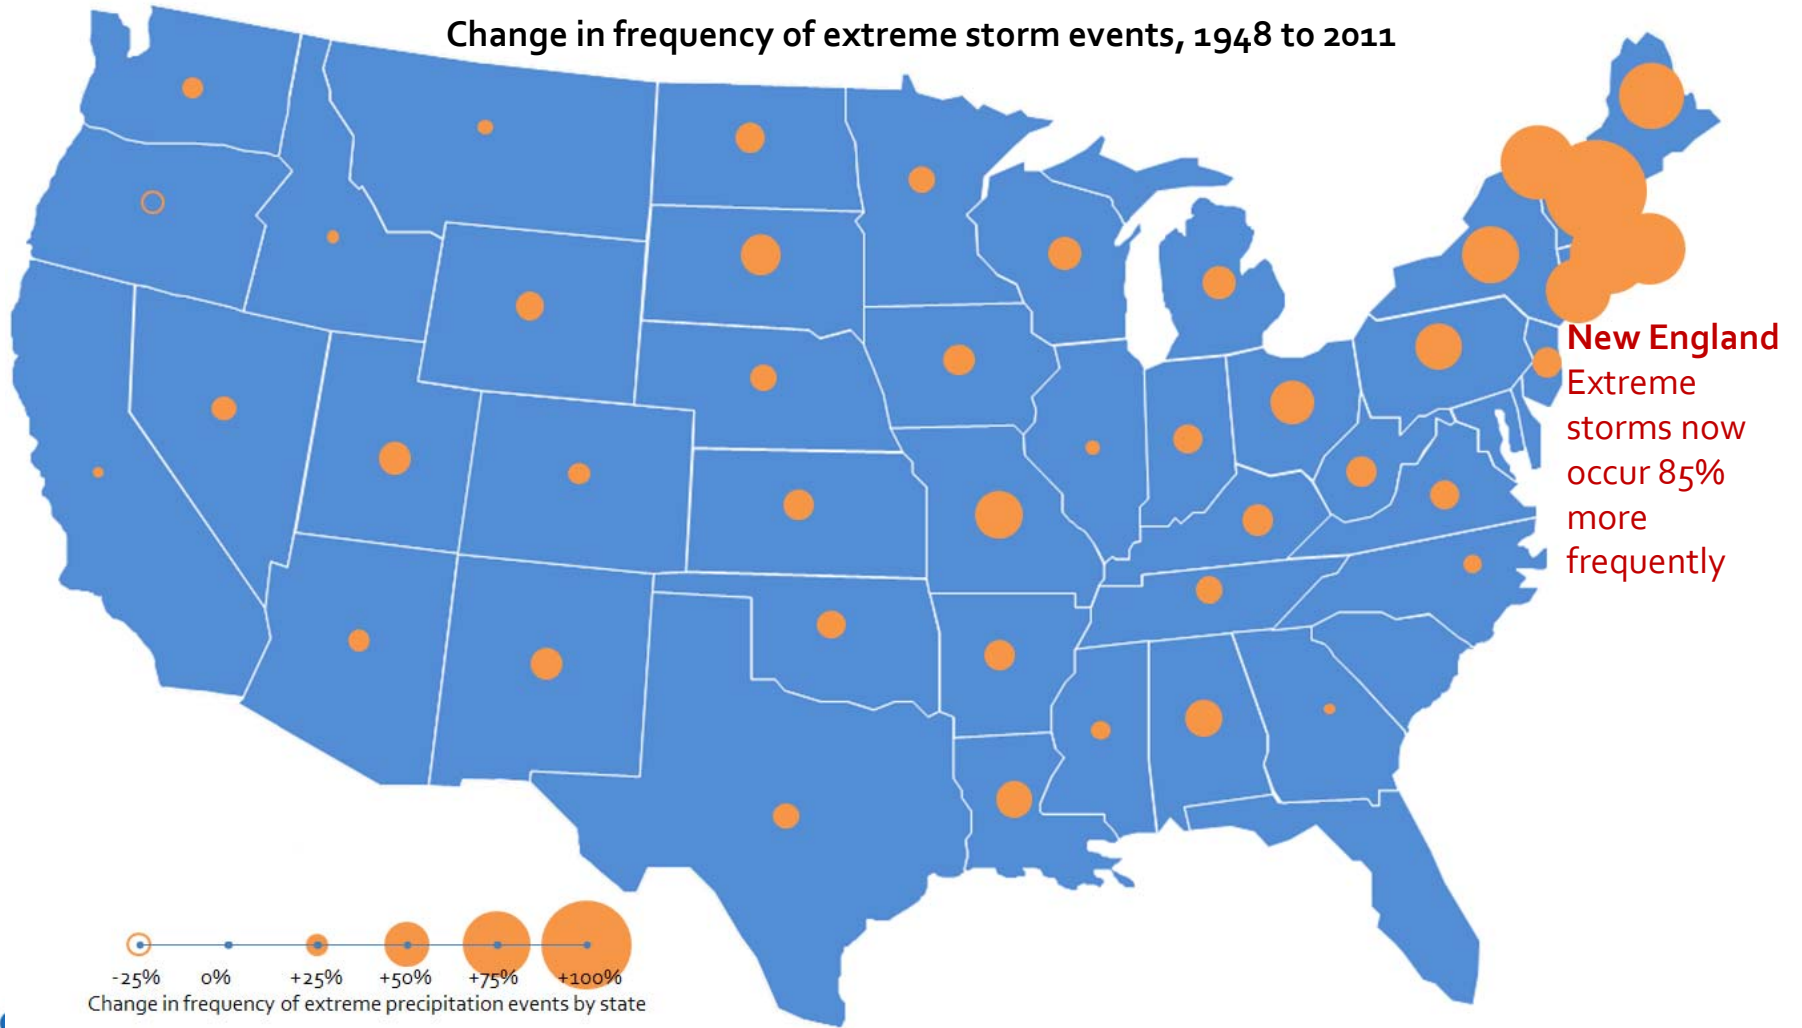 Change in frequency of extreme storm events, 1948 to 2011
New England
Extreme
storms now
occur 85%
more
frequently
-25% 0% +25% +50% +75% +100%
Change in frequency of extreme precipitation events by state